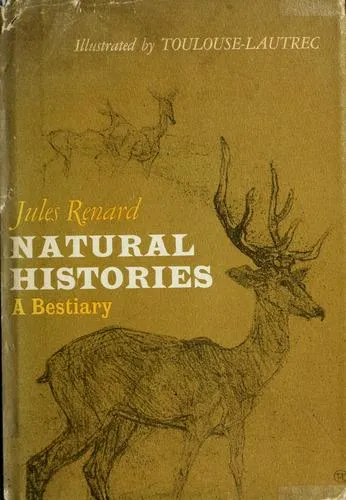 Illustrated by TOULOUSE-LAUTREC
Jules Renard
NATURAL
HISTORIES
A Bestiary